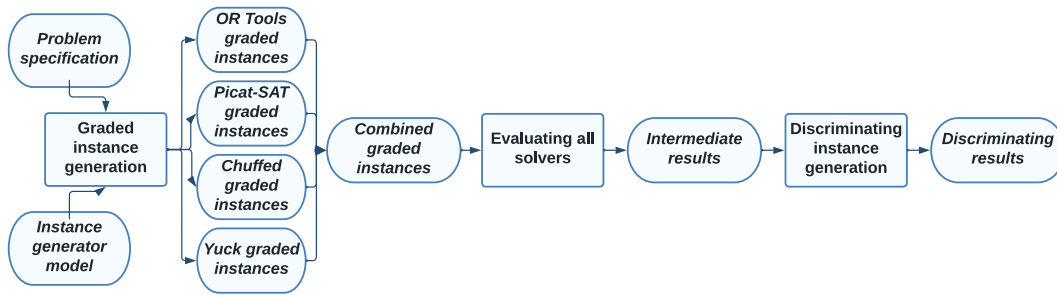 Problem
specification
Instance
generator
model
Graded
instance
generation
OR Tools
graded
instances
Picat-SAT
graded
instances
Chuffed
graded
instances
Yuck graded
instances
Combined
graded
instances
Evaluating all
solvers
Intermediate
results
Discriminating
instance
generation
Discriminating
results